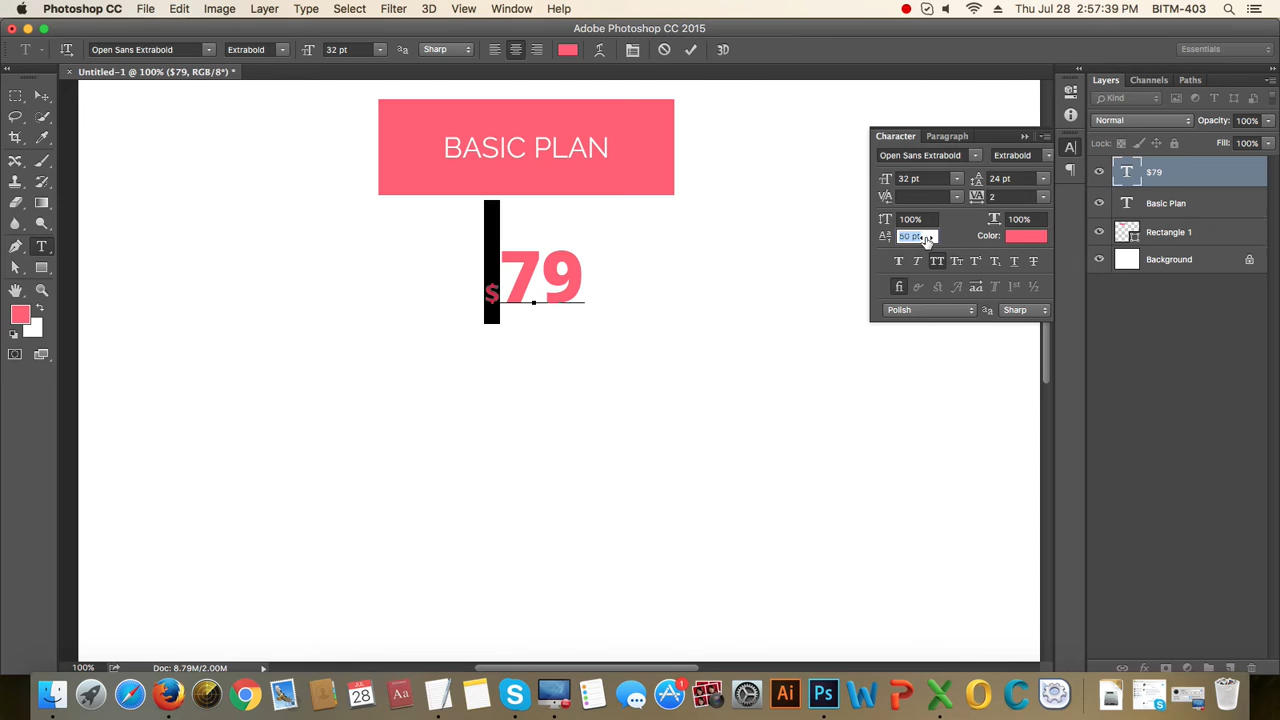 Photoshop CC File Edit Image Layer Type Select Filter 3D View Window Help Thu Jul 28 2:57:39 PM BITM-403
Adobe Photoshop CC 2015
T Open Sans Extrabold Extrabold 32 pt Sharp 3D Essentials
Untitled-1 @ 100% ($79, RGB/8*) *
Layers Channels Paths
Kind
Normal Opacity: 100%
Lock: Fill: 100%
$79
Basic Plan
Rectangle 1
Background
Character Paragraph
Open Sans Extrabold Extrabold
32 pt 24 pt
2
100% 100%
50 pt Color:
Polish Sharp
BASIC PLAN
$79
100% Doc: 8.79M/2.00M